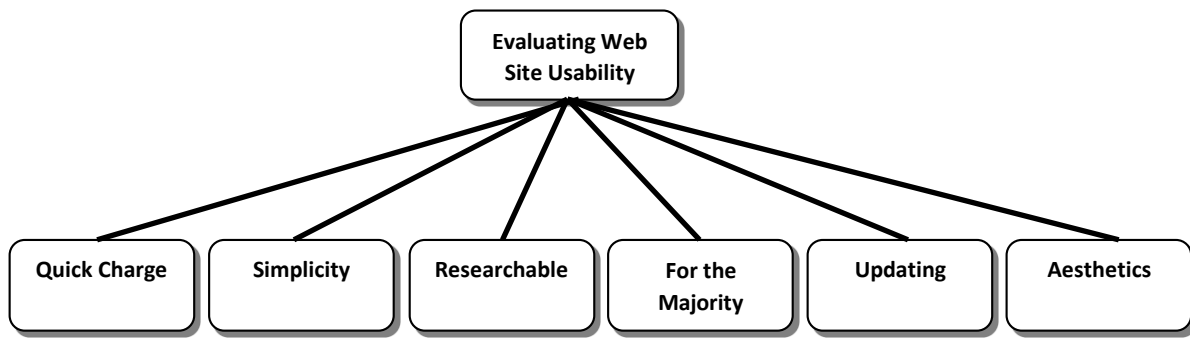 Evaluating Web
Site Usability
Quick Charge
Simplicity
Researchable
For the
Majority
Updating
Aesthetics